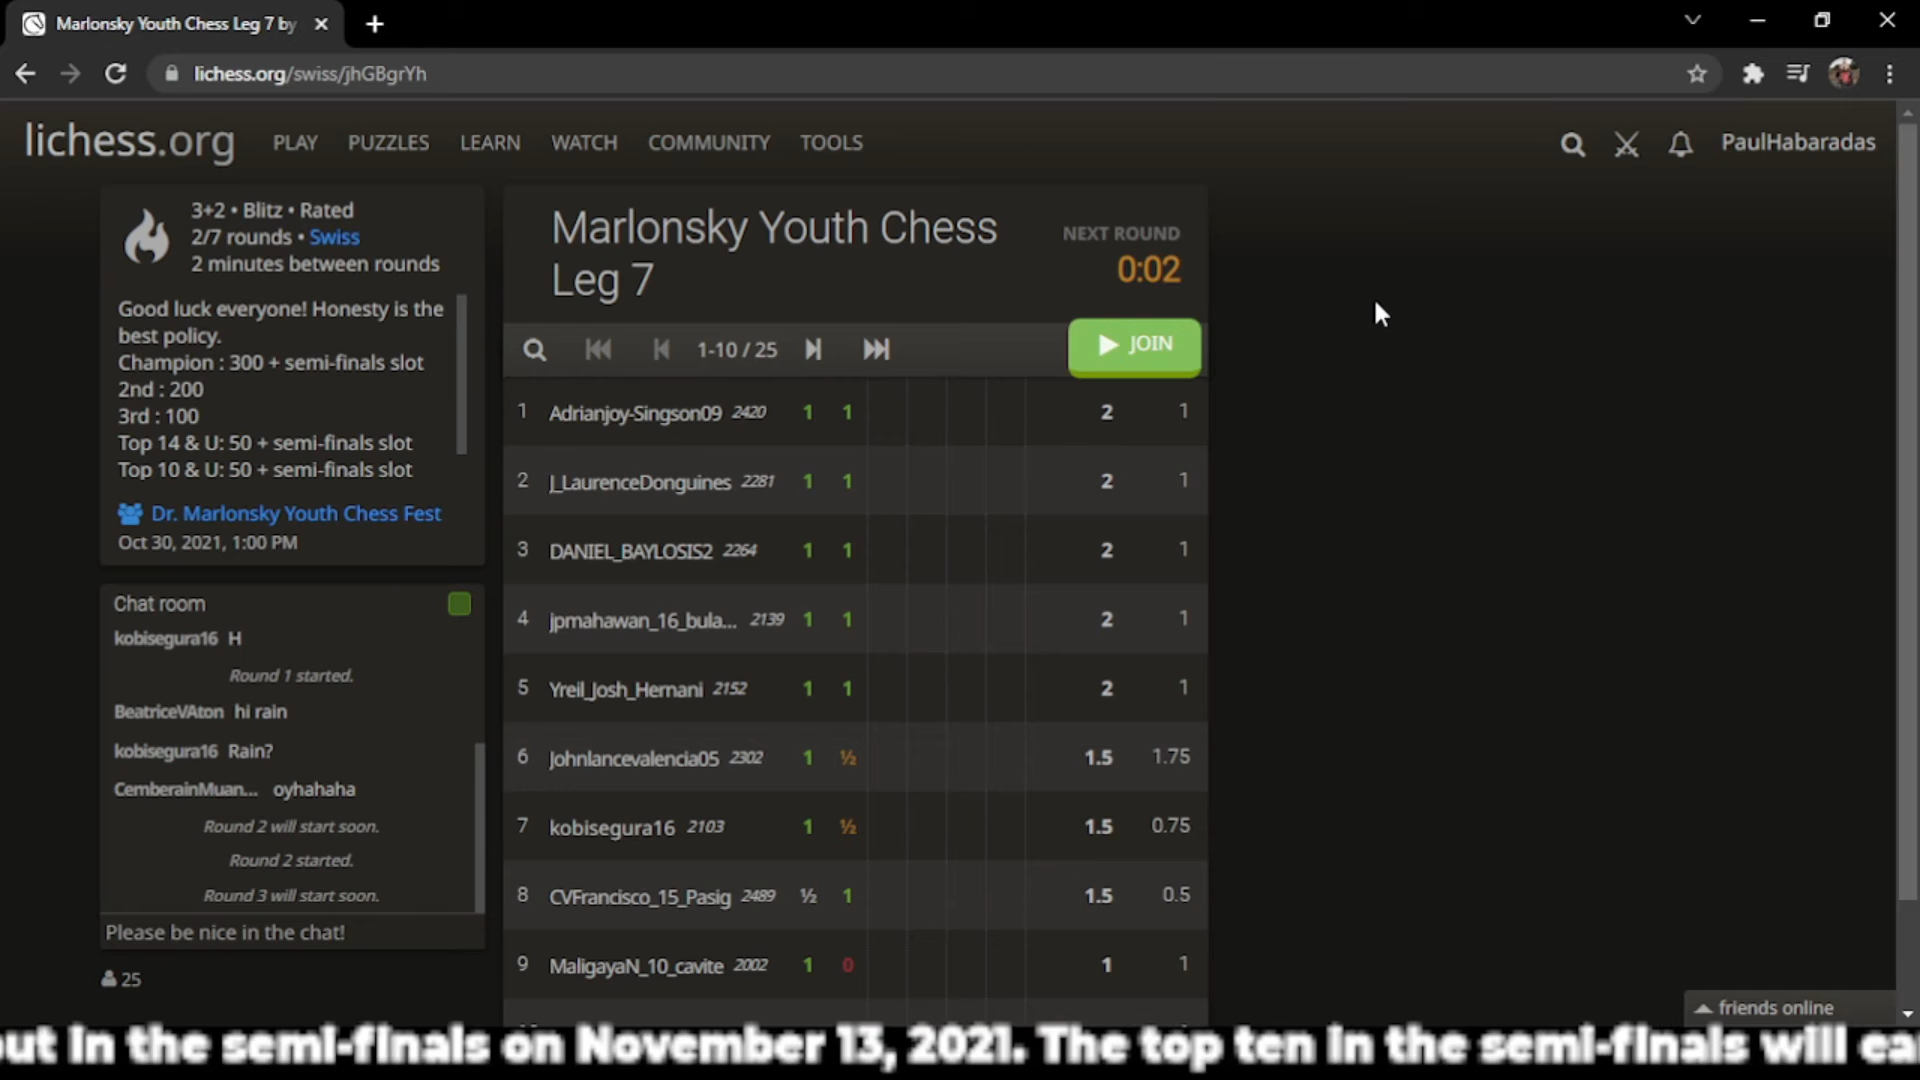 Marlonsky Youth Chess Leg 7 by
lichess.org/swiss/jhGBgrYh
lichess.org PLAY PUZZLES LEARN WATCH COMMUNITY TOOLS PaulHabaradas
3+2 • Blitz • Rated
2/7 rounds • Swiss
2 minutes between rounds
Good luck everyone! Honesty is the
best policy.
Champion : 300 + semi-finals slot
2nd : 200
3rd : 100
Top 14 & U: 50 + semi-finals slot
Top 10 & U: 50 + semi-finals slot
Dr. Marlonsky Youth Chess Fest
Oct 30, 2021, 1:00 PM
Chat room
kobisegura16 H
Round 1 started.
BeatriceVAton hi rain
kobisegura16 Rain?
CemberainMuan... oyhahaha
Round 2 will start soon.
Round 2 started.
Round 3 will start soon.
Please be nice in the chat!
25
Marlonsky Youth Chess
Leg 7
NEXT ROUND
0:02
1-10 / 25
JOIN
1 Adrianjoy-Singson09 2420 1 1 2 1
2 J_LaurenceDonguines 2281 1 1 2 1
3 DANIEL_BAYLOSIS2 2264 1 1 2 1
4 jpmahawan_16_bula... 2139 1 1 2 1
5 Yreil_Josh_Hernani 2152 1 1 2 1
6 Johnlancevalencia05 2302 1 ½ 1.5 1.75
7 kobisegura16 2103 1 ½ 1.5 0.75
8 CVFrancisco_15_Pasig 2489 ½ 1 1.5 0.5
9 MaligayaN_10_cavite 2002 1 0 1 1
friends online
out in the semi-finals on November 13, 2021. The top ten in the semi-finals will ea